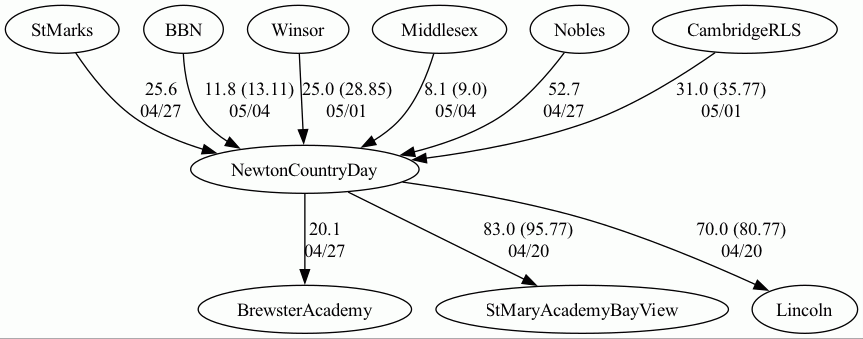 StMarks
BBN
Winsor
Middlesex
Nobles
CambridgeRLS
25.6
04/27
11.8 (13.11)
05/04
25.0 (28.85)
05/01
8.1 (9.0)
05/04
52.7
04/27
31.0 (35.77)
05/01
NewtonCountryDay
20.1
04/27
83.0 (95.77)
04/20
70.0 (80.77)
04/20
BrewsterAcademy
StMaryAcademyBayView
Lincoln